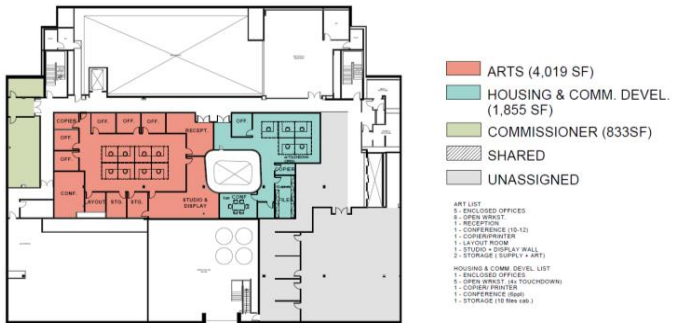 COPIER
OFF.
OFF.
OFF.
OFF.
OFF.
RECEPT.
CONF.
LAYOUT
STG.
STG.
STUDIO &
DISPLAY
OFF.
COPIER
CONF
FILES
ARTS (4,019 SF)
HOUSING & COMM. DEVEL.
(1,855 SF)
COMMISSIONER (833SF)
SHARED
UNASSIGNED
ART LIST
5 - ENCLOSED OFFICES
8 - OPEN WRKST.
1 - RECEPTION
1 - CONFERENCE (10-12)
1 - COPIER/PRINTER
1 - LAYOUT ROOM
1 - STUDIO + DISPLAY WALL
2 - STORAGE ( SUPPLY + ART)
HOUSING & COMM. DEVEL LIST
1 - ENCLOSED OFFICES
5 - OPEN WRKST. (4x TOUCHDOWN)
1 - COPIER/ PRINTER
1 - CONFERENCE (6ppl)
1 - STORAGE (10 files cab.)